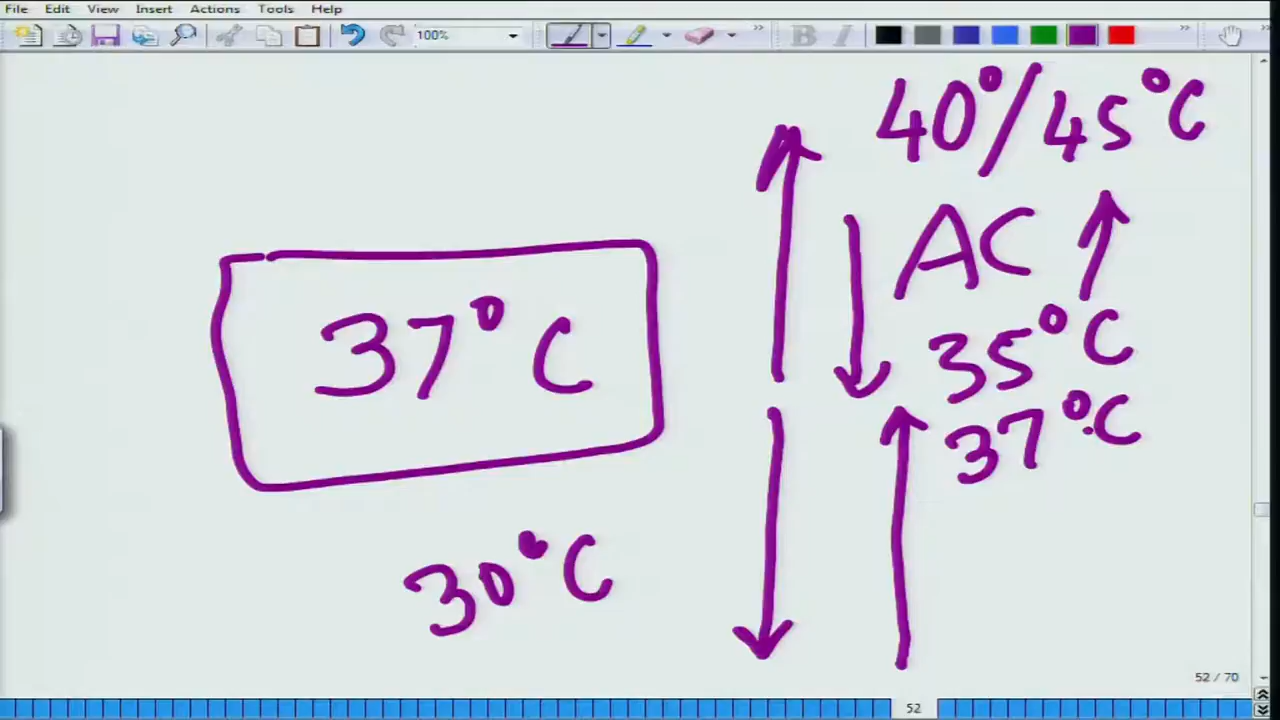 File Edit View Insert Actions Tools Help
100%
40°/45°C
AC
35°C
37°C
37°C
30°C
52 / 70
52